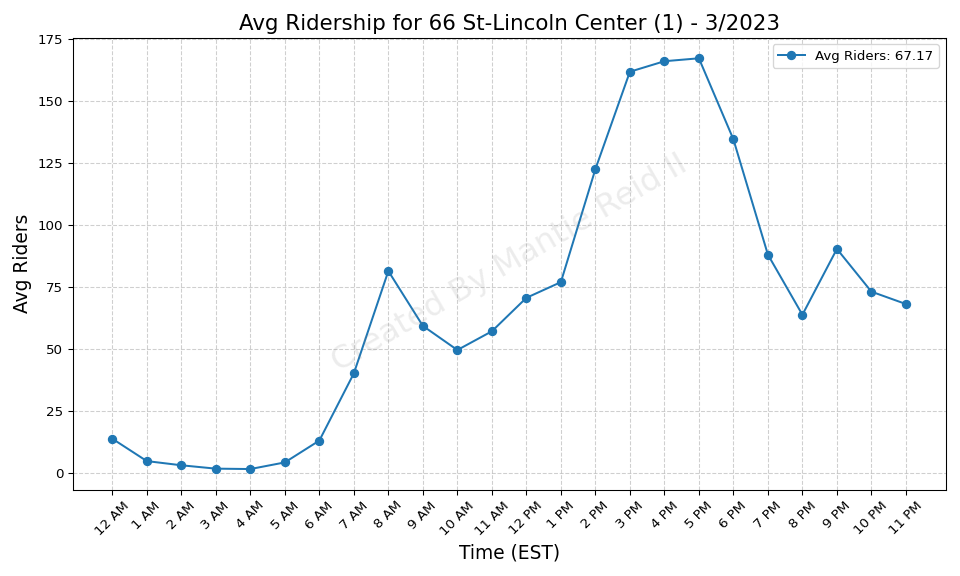 Avg Ridership for 66 St-Lincoln Center (1) - 3/2023
Avg Riders: 67.17
175
150
125
100
75
50
25
0
Avg Riders
Created By Mantic Reid II
12 AM
1 AM
2 AM
3 AM
4 AM
5 AM
6 AM
7 AM
8 AM
9 AM
10 AM
11 AM
12 PM
1 PM
2 PM
3 PM
4 PM
5 PM
6 PM
7 PM
8 PM
9 PM
10 PM
11 PM
Time (EST)